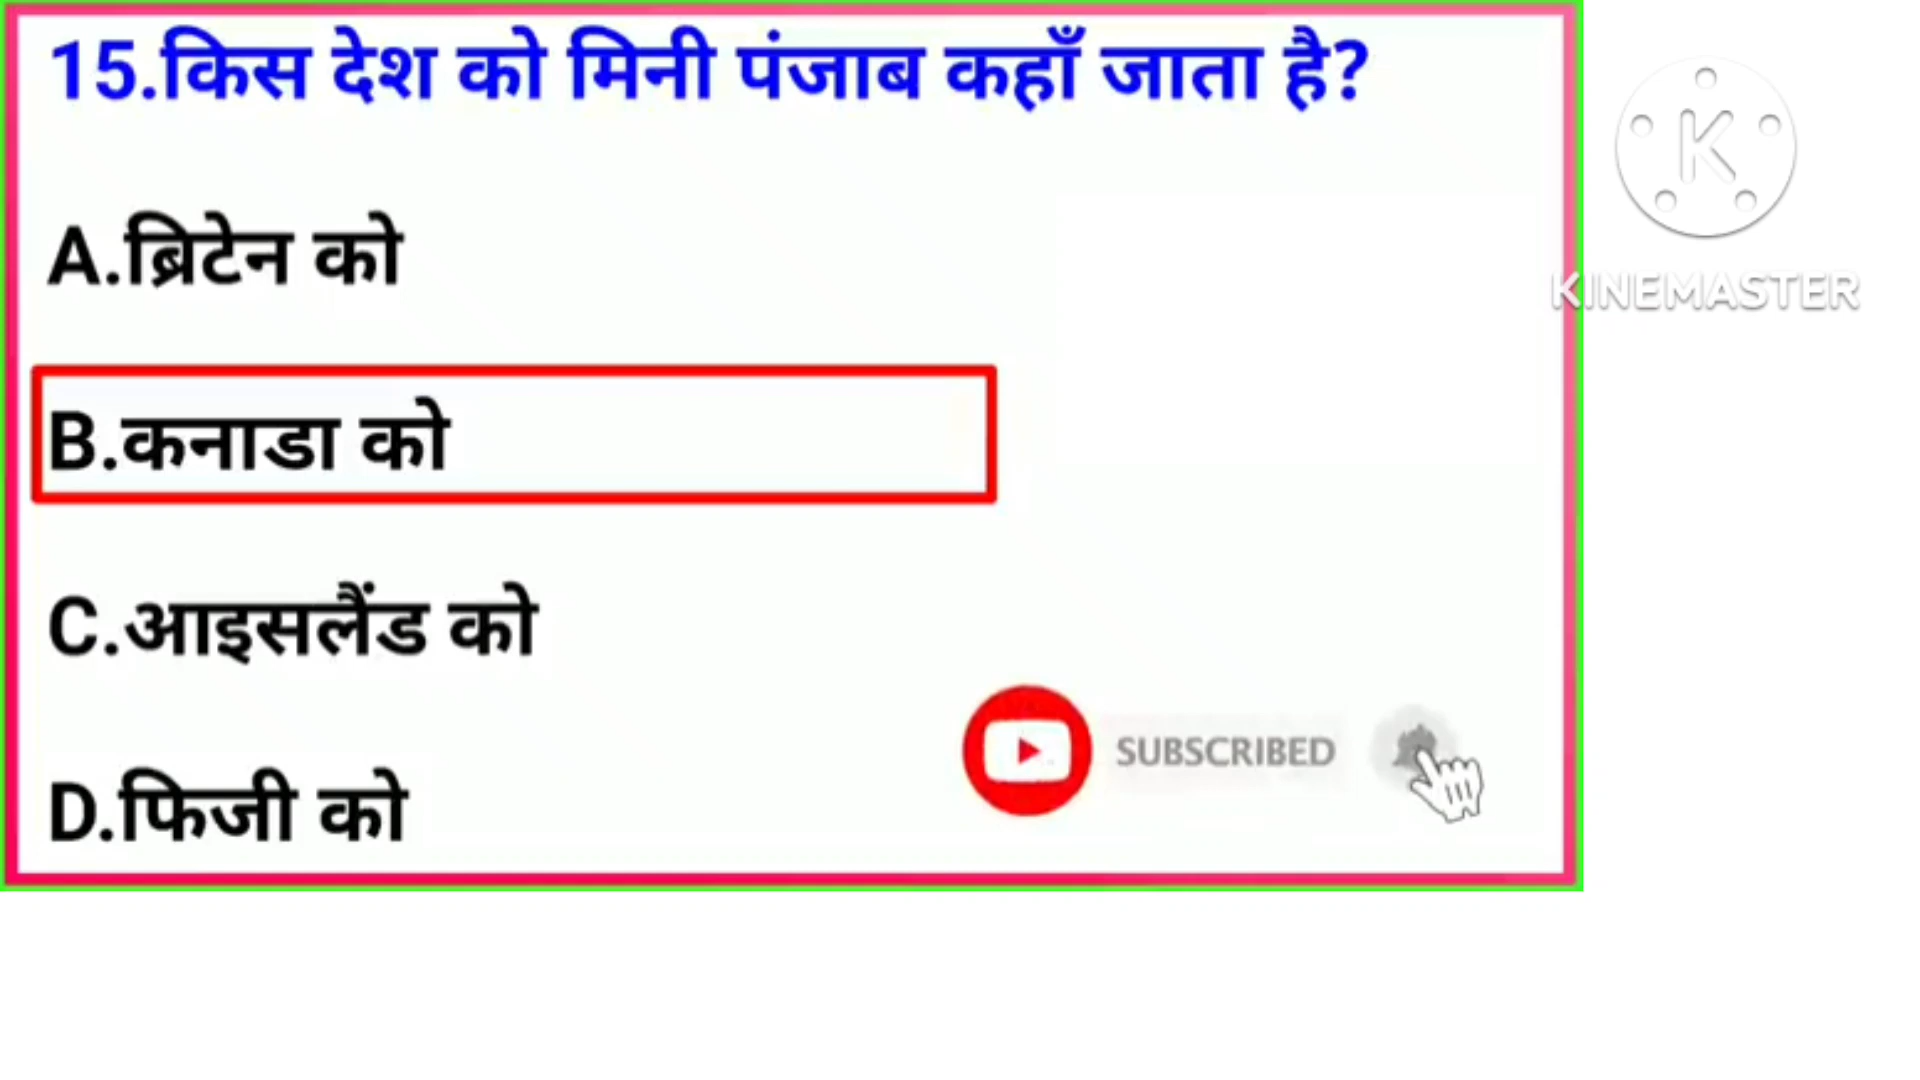 15.किस देश को मिनी पंजाब कहाँ जाता है?
A.ब्रिटेन को
B.कनाडा को
C.आइसलैंड को
D.फिजी को
SUBSCRIBED
K
KINEMASTER